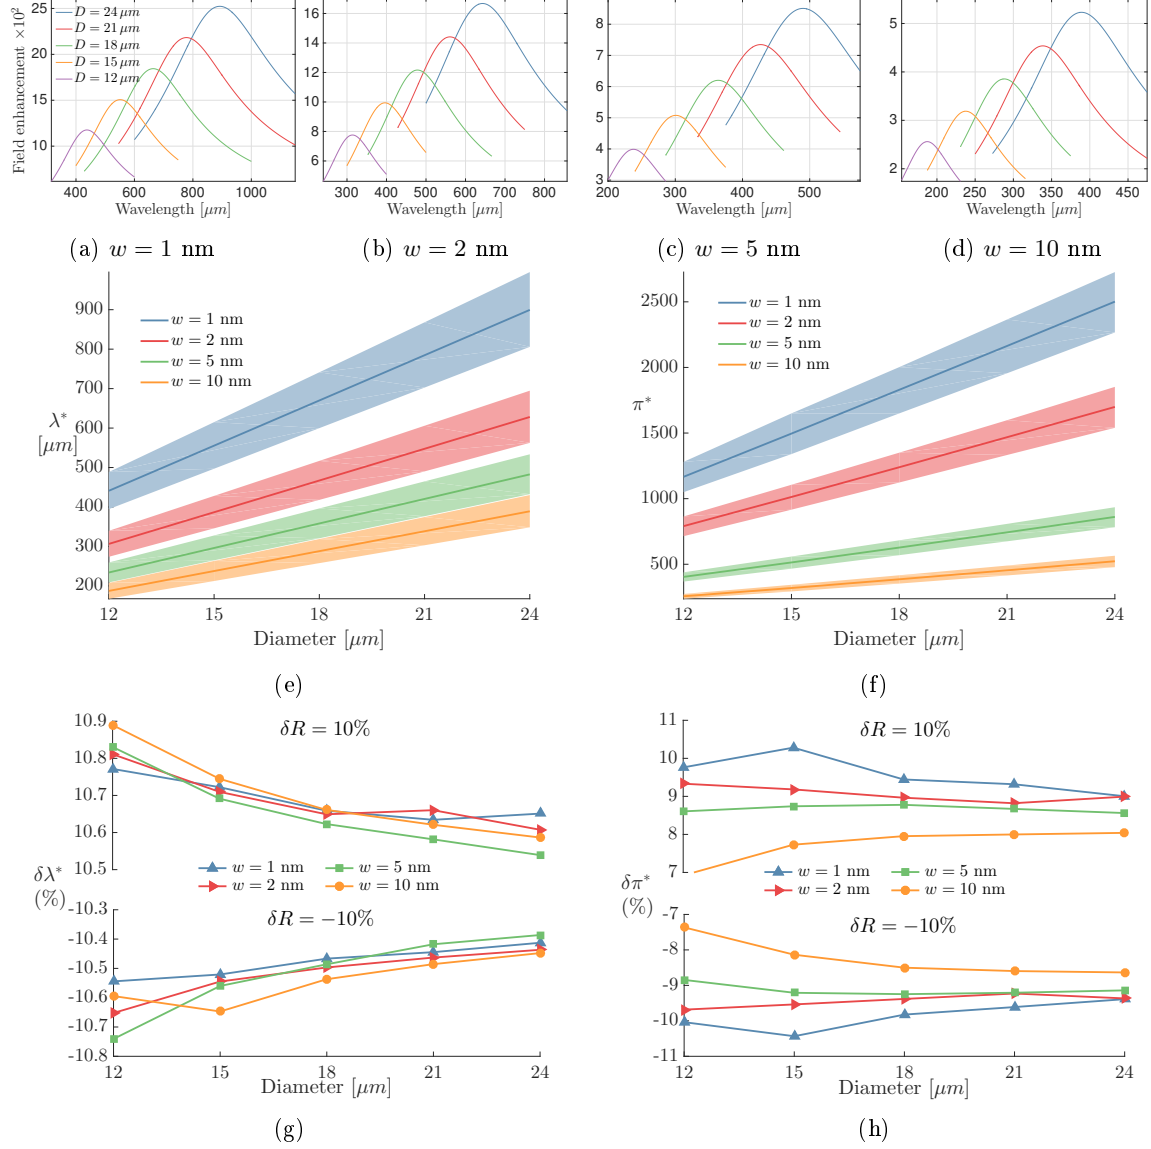 Field enhancement ×10²
25
20
15
10
D = 24 μm
D = 21 μm
D = 18 μm
D = 15 μm
D = 12 μm
400 600 800 1000
Wavelength [μm]
(a) w = 1 nm
16
14
12
10
8
6
300 400 500 600 700 800
Wavelength [μm]
(b) w = 2 nm
8
7
6
5
4
3
200 300 400 500
Wavelength [μm]
(c) w = 5 nm
5
4
3
2
200 250 300 350 400 450
Wavelength [μm]
(d) w = 10 nm
λ*
[μm]
900
800
700
600
500
400
300
200
w = 1 nm
w = 2 nm
w = 5 nm
w = 10 nm
12 15 18 21 24
Diameter [μm]
(e)
π*
2500
2000
1500
1000
500
w = 1 nm
w = 2 nm
w = 5 nm
w = 10 nm
12 15 18 21 24
Diameter [μm]
(f)
δR = 10%
10.9
10.8
10.7
10.6
10.5
w = 1 nm w = 5 nm
w = 2 nm w = 10 nm
δλ*
(%)
δR = −10%
-10.3
-10.4
-10.5
-10.6
-10.7
-10.8
12 15 18 21 24
Diameter [μm]
(g)
δR = 10%
11
10
9
8
7
w = 1 nm w = 5 nm
w = 2 nm w = 10 nm
δπ*
(%)
δR = −10%
-7
-8
-9
-10
-11
12 15 18 21 24
Diameter [μm]
(h)